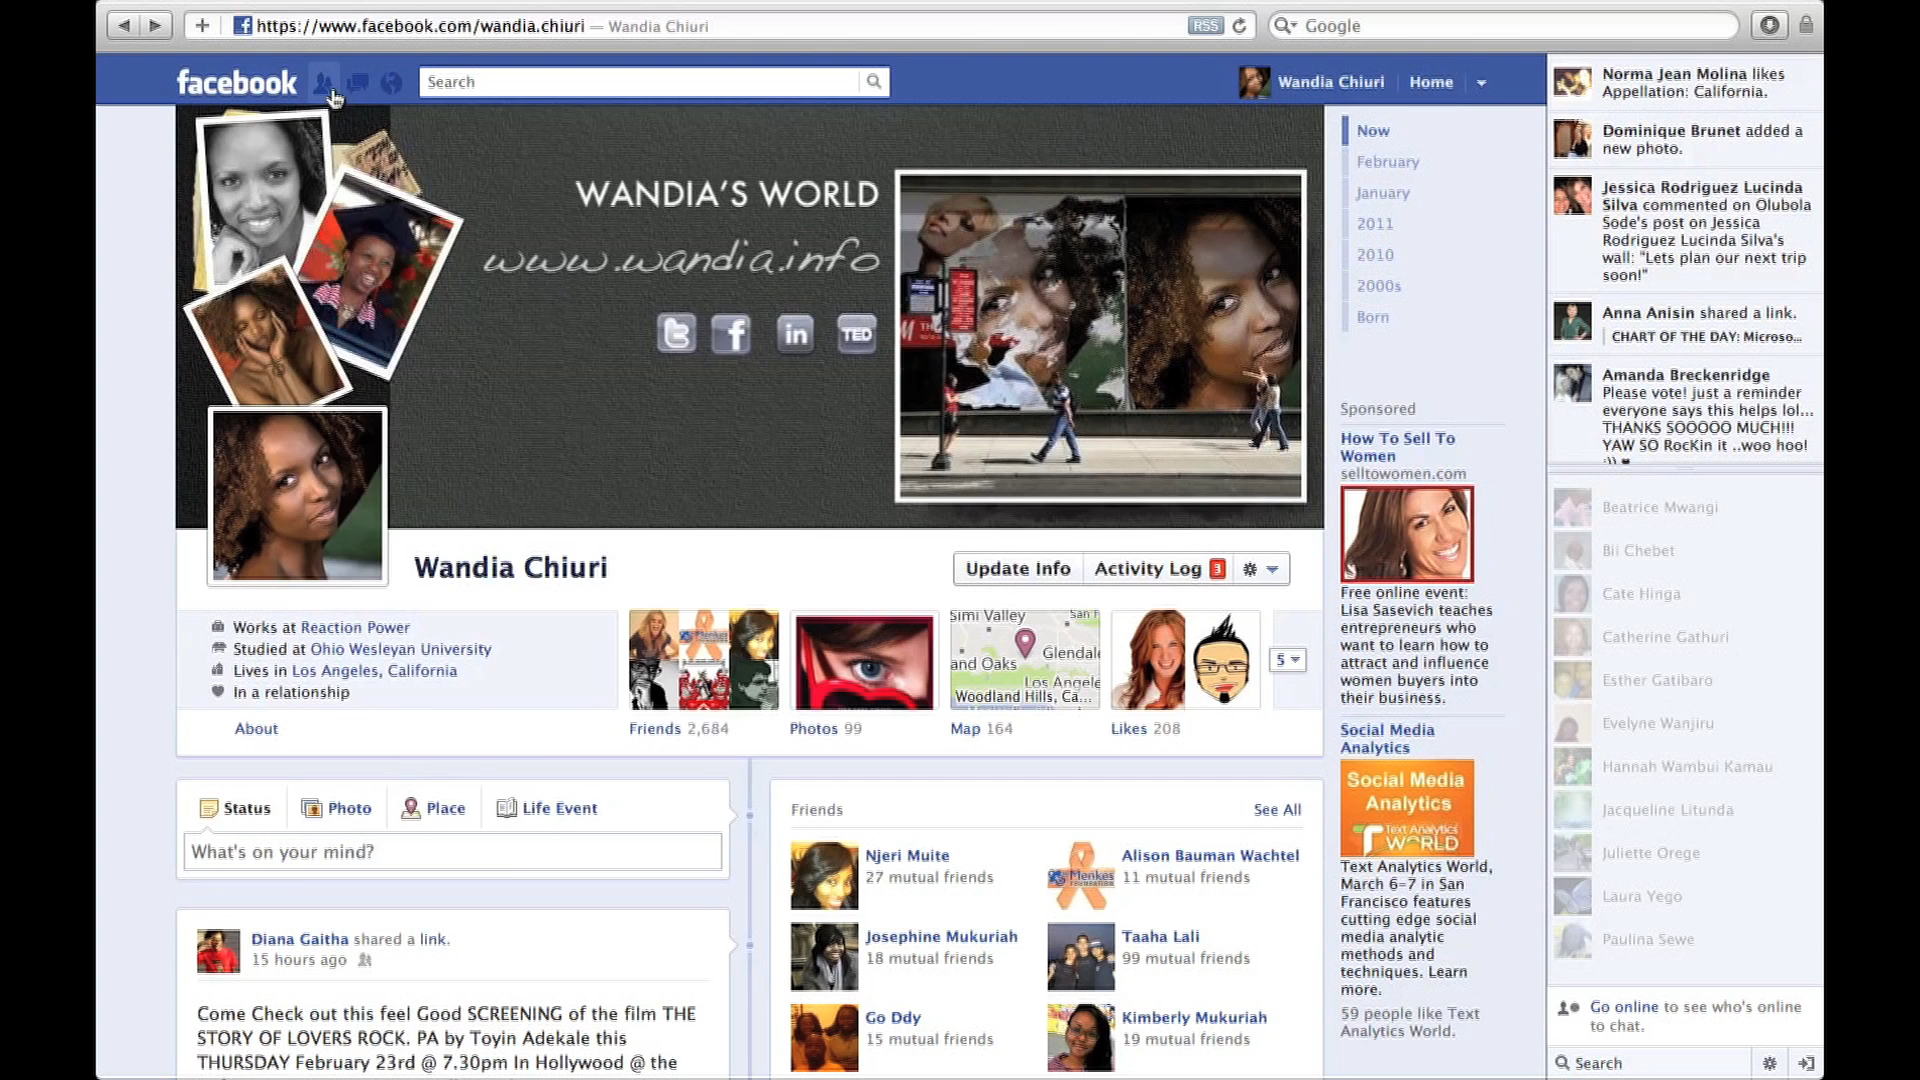 https://www.facebook.com/wandia.chiuri — Wandia Chiuri
RSS
Google
facebook
Search
Wandia Chiuri
Home
WANDIA'S WORLD
www.wandia.info
TED
Now
February
January
2011
2010
2000s
Born
Wandia Chiuri
Update Info
Activity Log 3
Works at Reaction Power
Studied at Ohio Wesleyan University
Lives in Los Angeles, California
In a relationship
About
Friends 2,684
Photos 99
Simi Valley
San F
Glendale
and Oaks
Los Angele
Woodland Hills, Ca...
Map 164
Likes 208
5
Status
Photo
Place
Life Event
What's on your mind?
Diana Gaitha shared a link.
15 hours ago
Come Check out this feel Good SCREENING of the film THE
STORY OF LOVERS ROCK. PA by Toyin Adekale this
THURSDAY February 23rd @ 7.30pm In Hollywood @ the
Friends
See All
Njeri Muite
27 mutual friends
Alison Bauman Wachtel
11 mutual friends
Menkes
Josephine Mukuriah
18 mutual friends
Taaha Lali
99 mutual friends
Go Ddy
15 mutual friends
Kimberly Mukuriah
19 mutual friends
Sponsored
How To Sell To
Women
selltowomen.com
Free online event:
Lisa Sasevich teaches
entrepreneurs who
want to learn how to
attract and influence
women buyers into
their business.
Social Media
Analytics
Social Media
Analytics
Text Analytics
WORLD
Text Analytics World,
March 6-7 in San
Francisco features
cutting edge social
media analytic
methods and
techniques. Learn
more.
59 people like Text
Analytics World.
Norma Jean Molina likes
Appellation: California.
Dominique Brunet added a
new photo.
Jessica Rodriguez Lucinda
Silva commented on Olubola
Sode's post on Jessica
Rodriguez Lucinda Silva's
wall: "Lets plan our next trip
soon!"
Anna Anisin shared a link.
CHART OF THE DAY: Microso...
Amanda Breckenridge
Please vote! just a reminder
everyone says this helps lol...
THANKS SOOOOO MUCH!!!
YAW SO RocKin it ..woo hoo!
:)) ♥
Beatrice Mwangi
Bii Chebet
Cate Hinga
Catherine Gathuri
Esther Gatibaro
Evelyne Wanjiru
Hannah Wambui Kamau
Jacqueline Litunda
Juliette Orege
Laura Yego
Paulina Sewe
Go online to see who's online
to chat.
Search